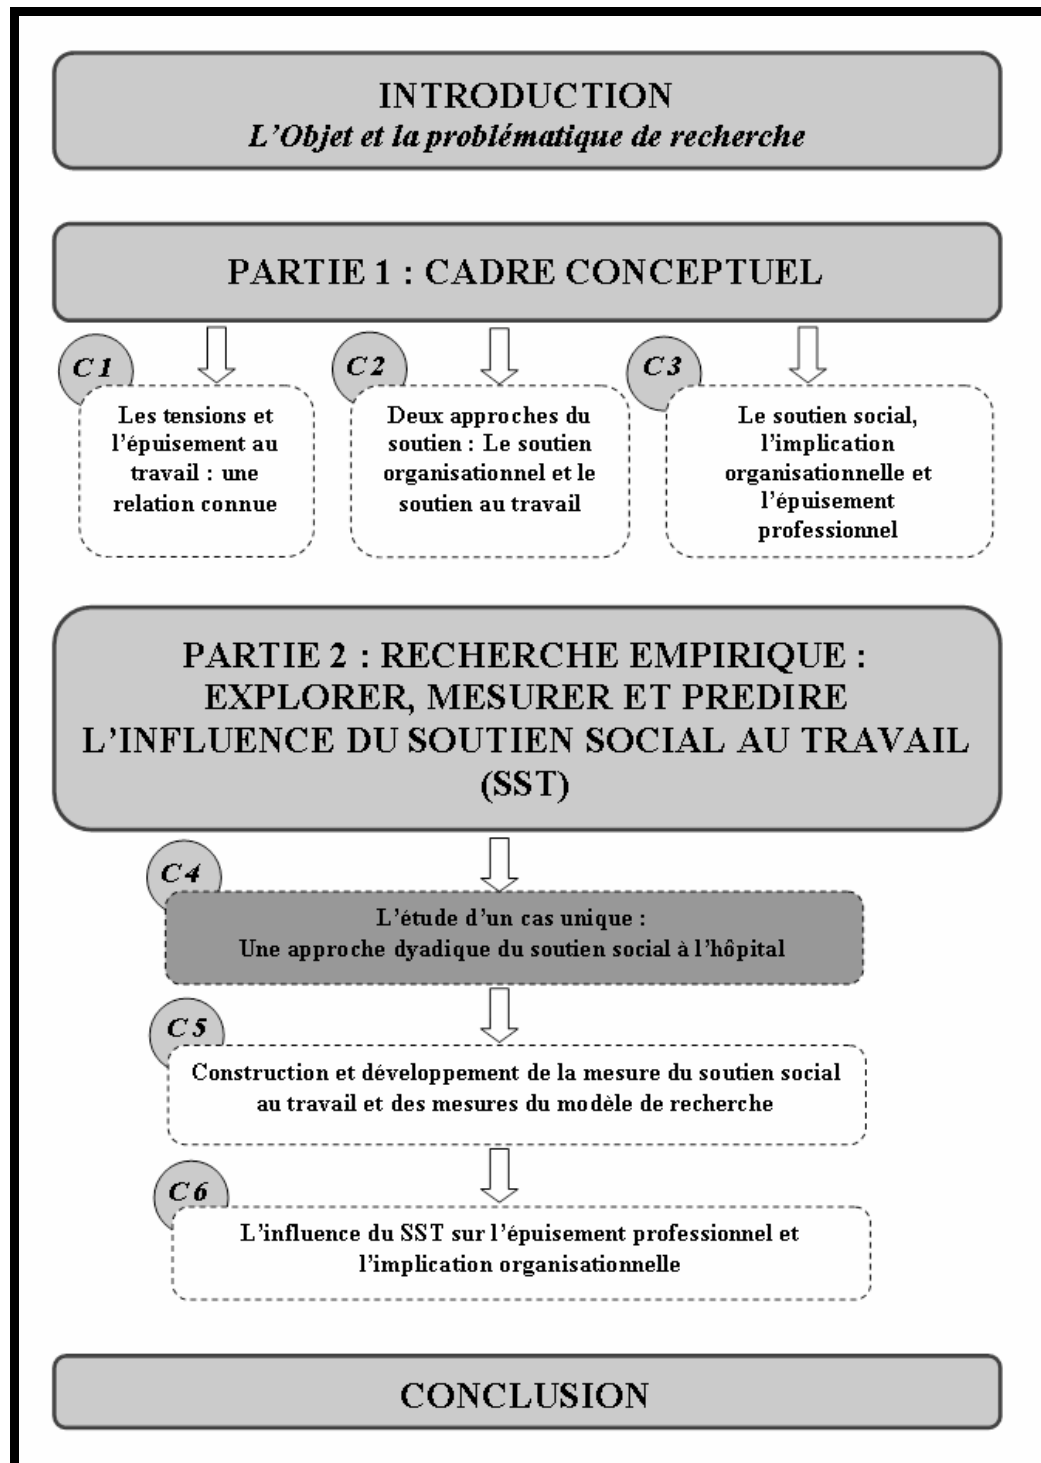 INTRODUCTION
L'Objet et la problématique de recherche
PARTIE 1 : CADRE CONCEPTUEL
C1
Les tensions et
l'épuisement au
travail : une
relation connue
C2
Deux approches du
soutien : Le soutien
organisationnel et le
soutien au travail
C3
Le soutien social,
l'implication
organisationnelle et
l'épuisement
professionnel
PARTIE 2 : RECHERCHE EMPIRIQUE :
EXPLORER, MESURER ET PREDIRE
L'INFLUENCE DU SOUTIEN SOCIAL AU TRAVAIL
(SST)
C4
L'étude d'un cas unique :
Une approche dyadique du soutien social à l'hôpital
C5
Construction et développement de la mesure du soutien social
au travail et des mesures du modèle de recherche
C6
L'influence du SST sur l'épuisement professionnel et
l'implication organisationnelle
CONCLUSION